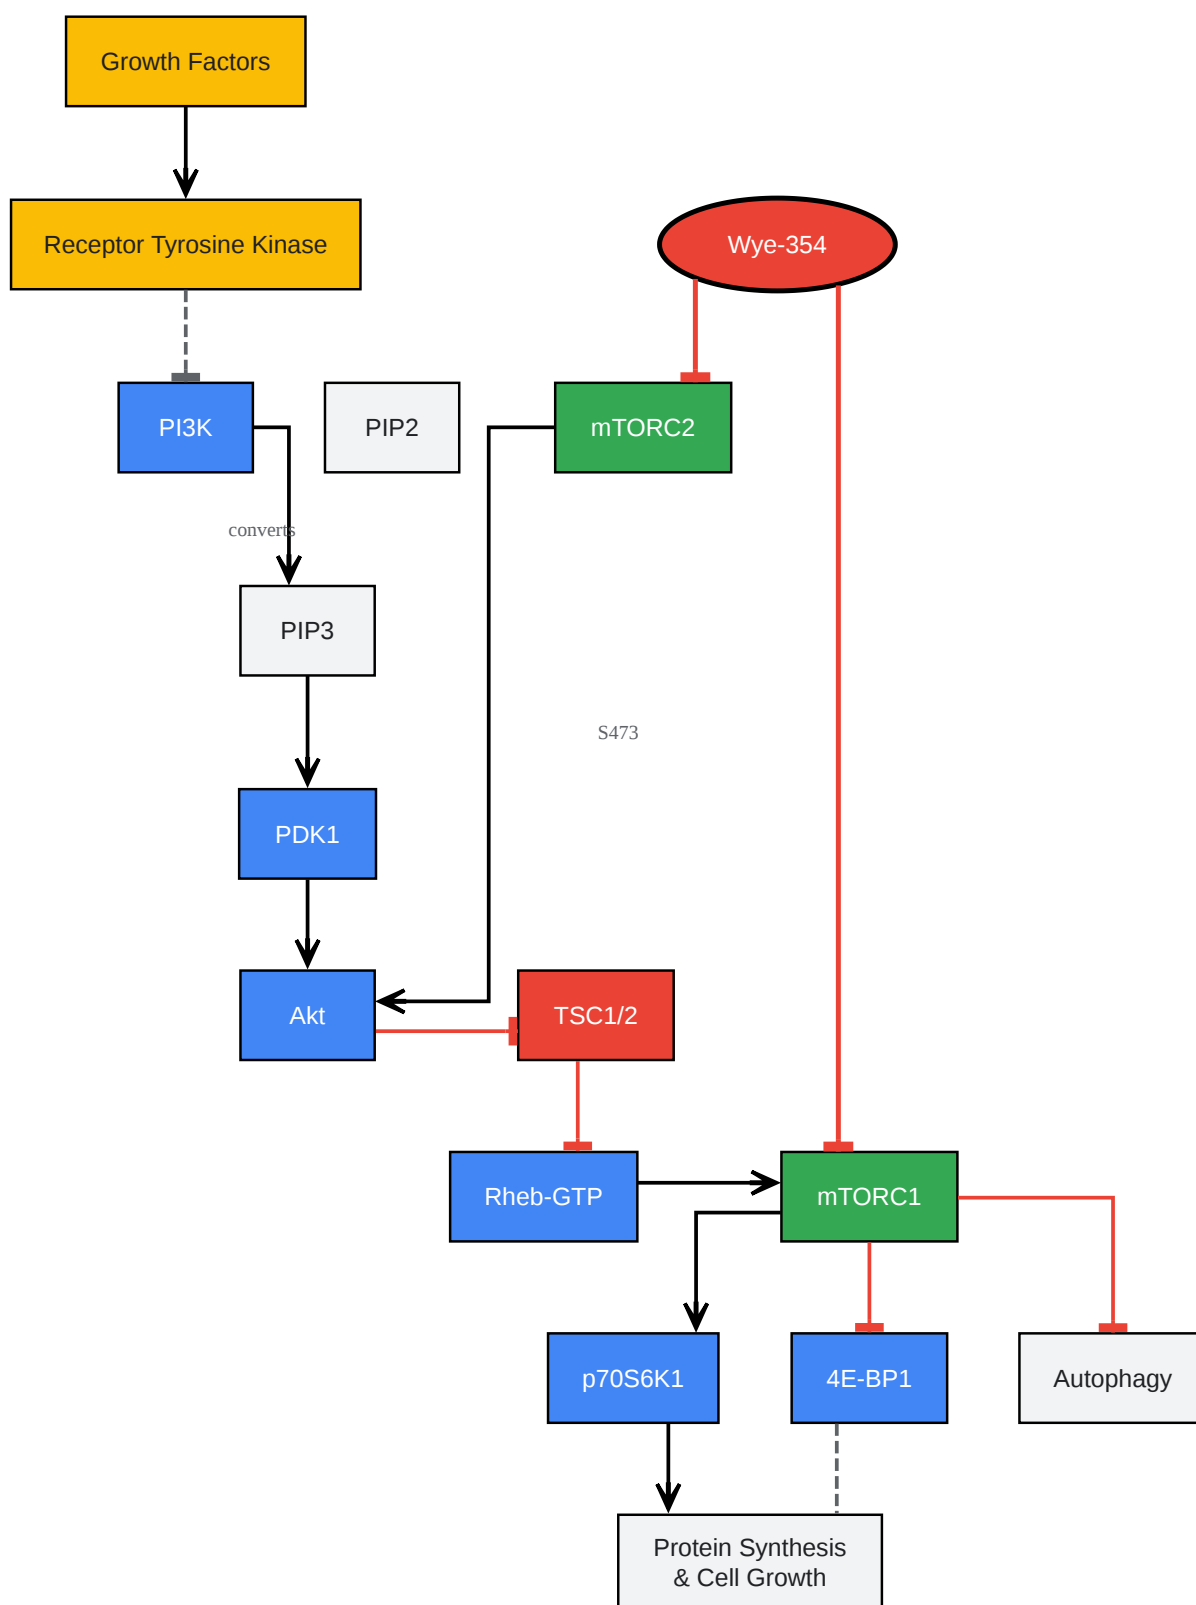 Growth Factors
Receptor Tyrosine Kinase
Wye-354
PI3K
PIP2
mTORC2
converts
PIP3
S473
PDK1
Akt
TSC1/2
Rheb-GTP
mTORC1
p70S6K1
4E-BP1
Autophagy
Protein Synthesis
& Cell Growth